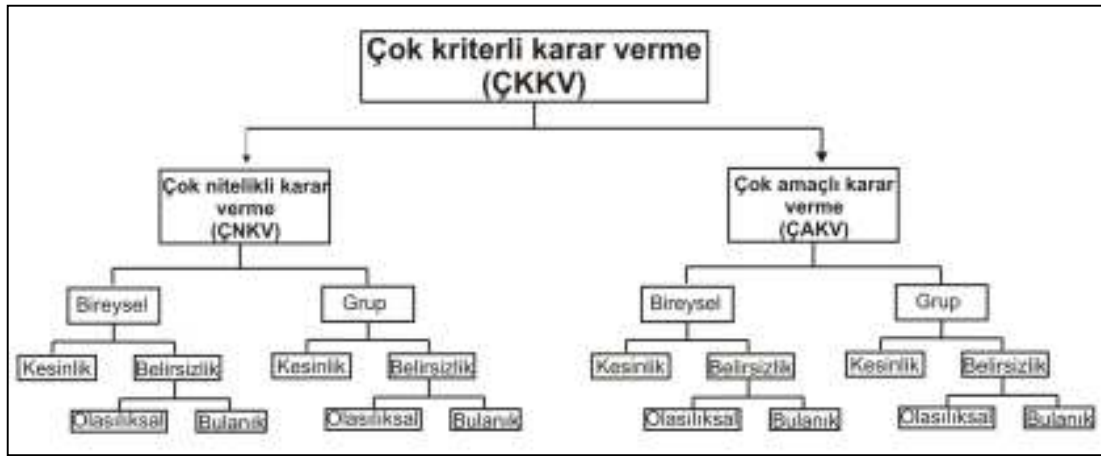 Çok kriterli karar verme
(ÇKKV)
Çok nitelikli karar
verme
(ÇNKV)
Çok amaçlı karar
verme
(ÇAKV)
Bireysel
Grup
Bireysel
Grup
Kesinlik
Belirsizlik
Kesinlik
Belirsizlik
Kesinlik
Belirsizlik
Kesinlik
Belirsizlik
Olasılıksal
Bulanık
Olasılıksal
Bulanık
Olasılıksal
Bulanık
Olasılıksal
Bulanık